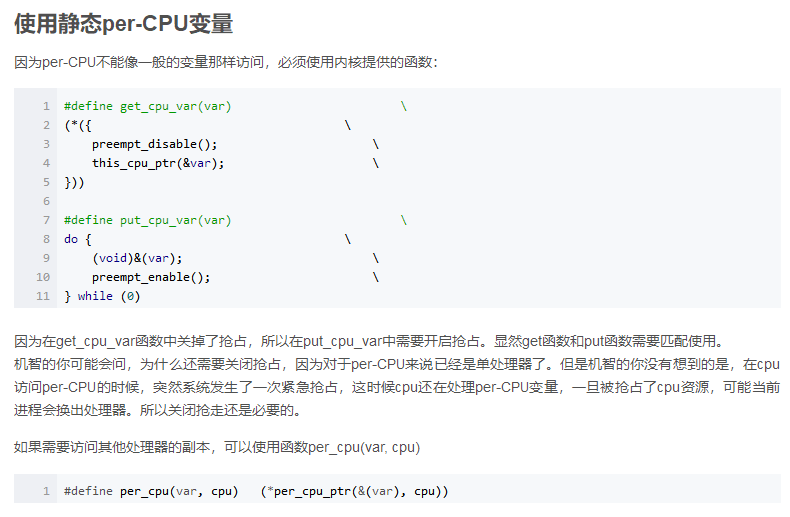 使用静态per-CPU变量
因为per-CPU不能像一般的变量那样访问，必须使用内核提供的函数：
1 #define get_cpu_var(var) \
2 (*({ \
3 preempt_disable(); \
4 this_cpu_ptr(&var); \
5 }))
6
7 #define put_cpu_var(var) \
8 do { \
9 (void)&(var); \
10 preempt_enable(); \
11 } while (0)
因为在get_cpu_var函数中关掉了抢占，所以在put_cpu_var中需要开启抢占。显然get函数和put函数需要匹配使用。
机智的你可能会问，为什么还需要关闭抢占，因为对于per-CPU来说已经是单处理器了。但是机智的你没有想到的是，在cpu
访问per-CPU的时候，突然系统发生了一次紧急抢占，这时候cpu还在处理per-CPU变量，一旦被抢占了cpu资源，可能当前
进程会换出处理器。所以关闭抢走还是必要的。
如果需要访问其他处理器的副本，可以使用函数per_cpu(var, cpu)
1 #define per_cpu(var, cpu) (*per_cpu_ptr(&(var), cpu))